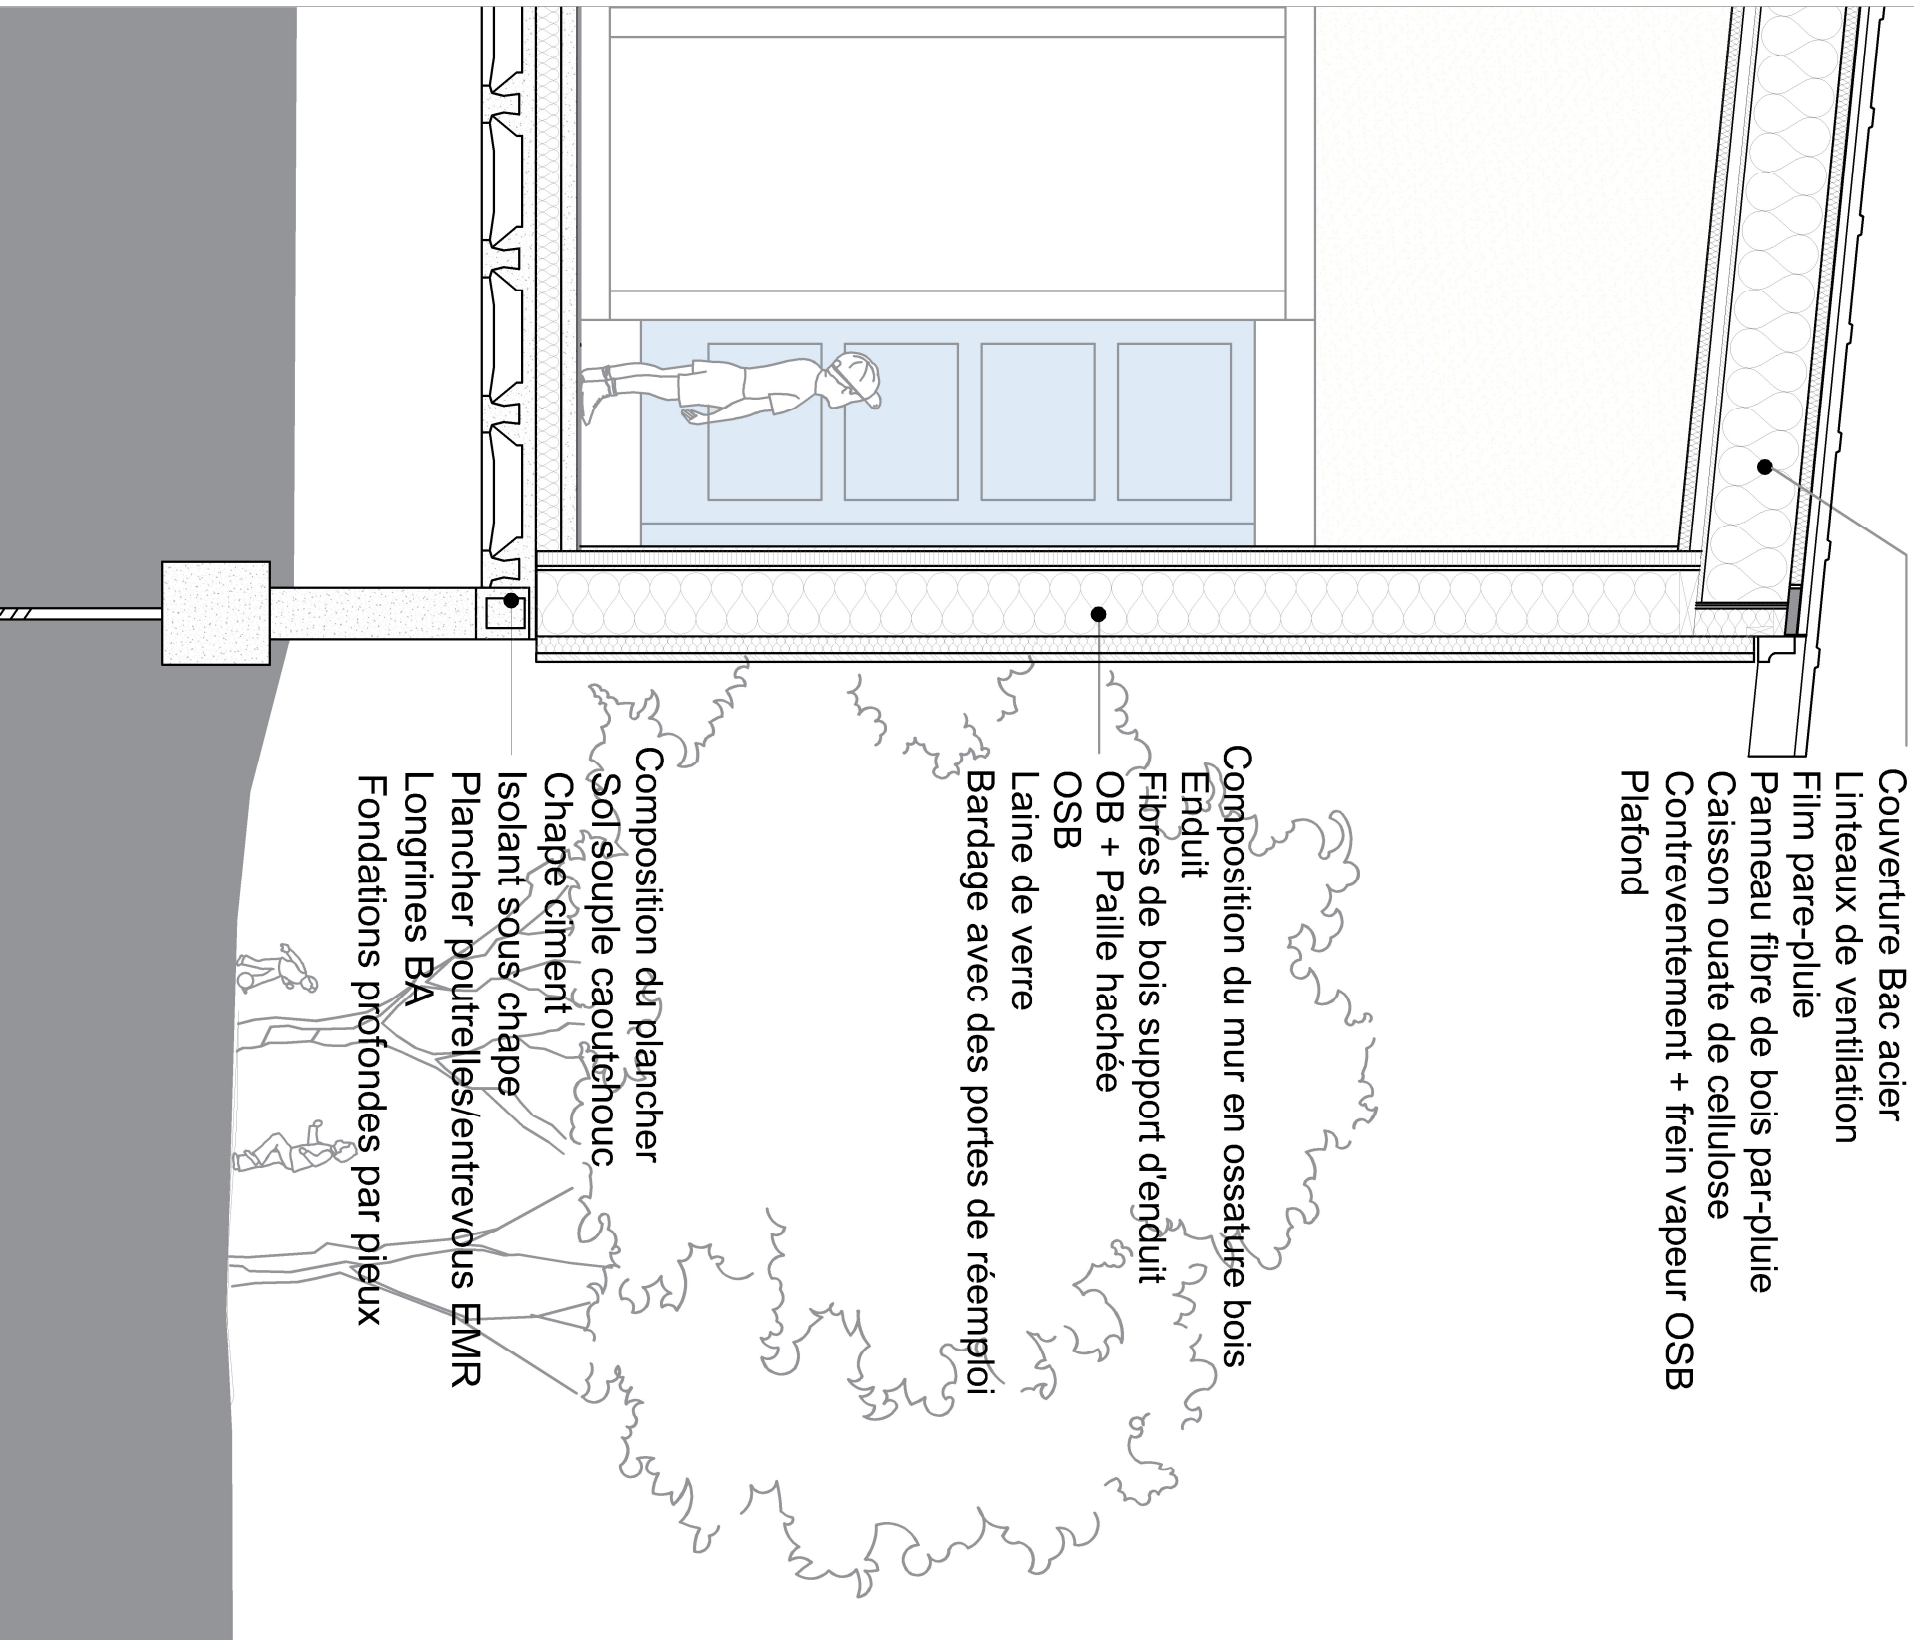 Couverture Bac acier
Linteaux de ventilation
Film pare-pluie
Panneau fibre de bois par-pluie
Caisson ouate de cellulose
Contreventement + frein vapeur OSB
Plafond
Composition du mur en ossature bois
Enduit
Fibres de bois support d'enduit
OB + Paille hachée
OSB
Laine de verre
Bardage avec des portes de réemploi
Composition du plancher
Sol souple caoutchouc
Chape ciment
Isolant sous chape
Plancher poutrelles/entrevous EMR
Longrines BA
Fondations profondes par pieux